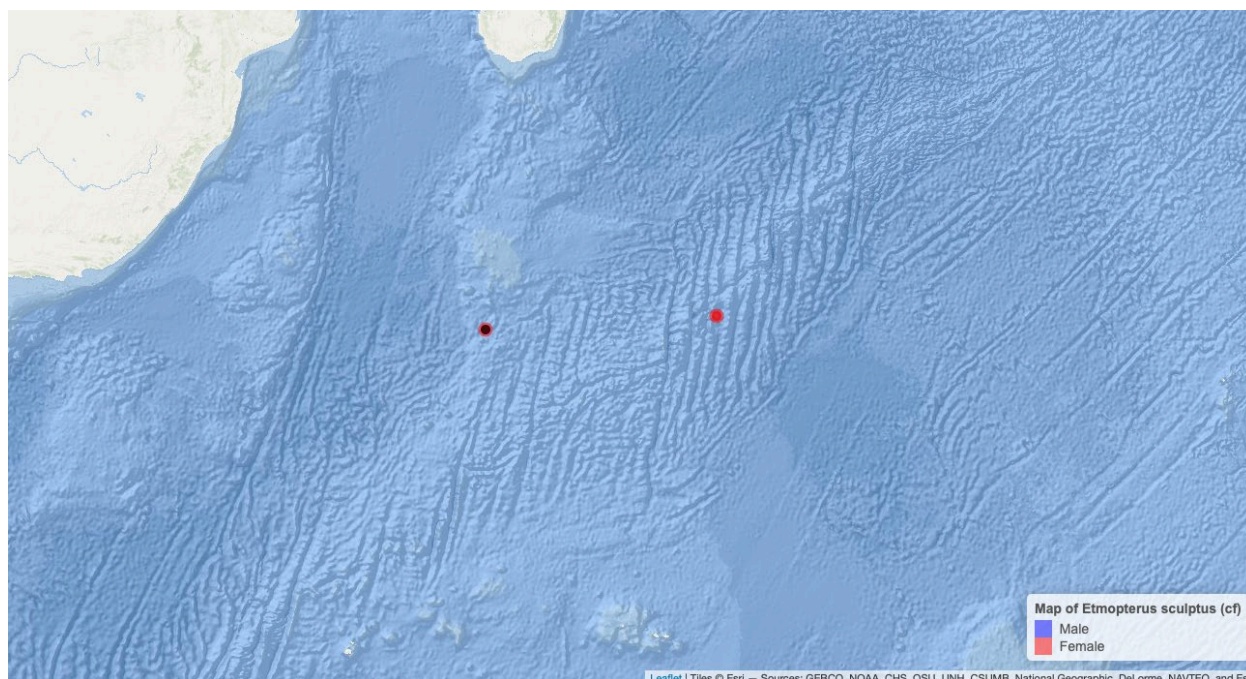 Map of Etmopterus sculptus (cf)
Male
Female
Leaflet | Tiles © Esri — Sources: GEBCO, NOAA, CHS, OSU, UNH, CSUMB, National Geographic, DeLorme, NAVTEQ, and Es